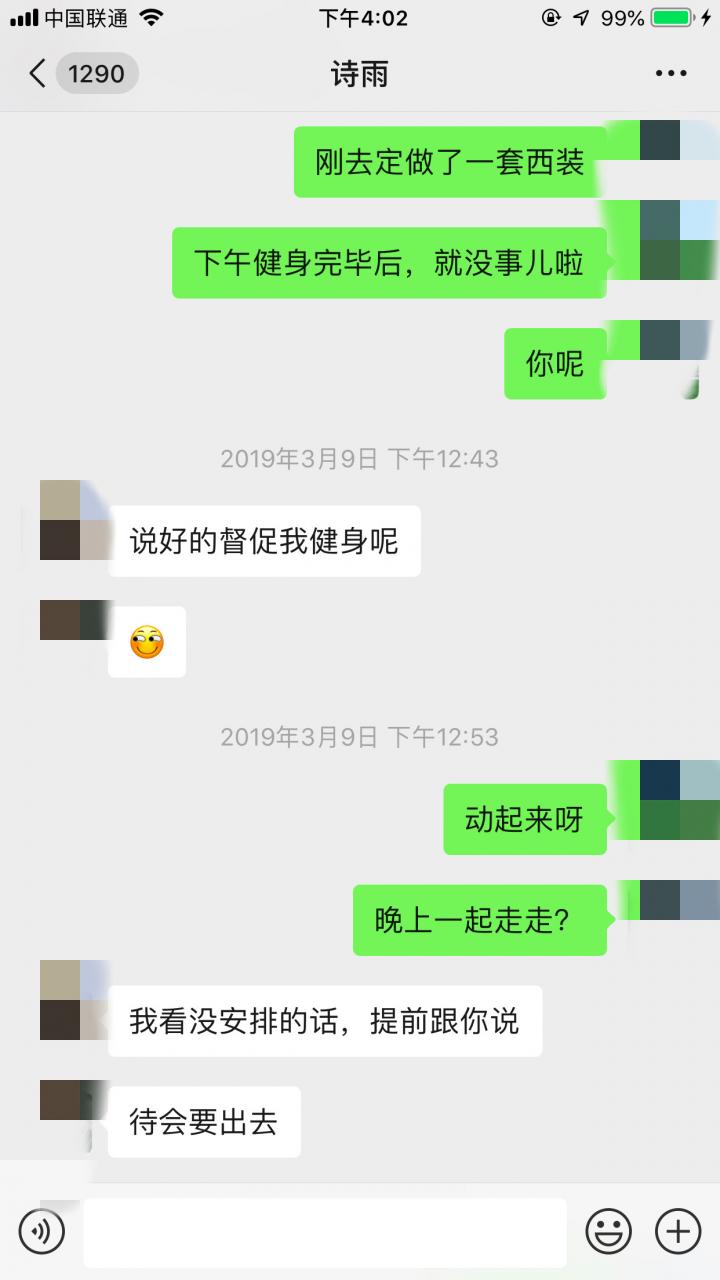 中国联通
下午4:02
99%
1290
诗雨
刚去定做了一套西装
下午健身完毕后，就没事儿啦
你呢
2019年3月9日 下午12:43
说好的督促我健身呢
2019年3月9日 下午12:53
动起来呀
晚上一起走走?
我看没安排的话，提前跟你说
待会要出去